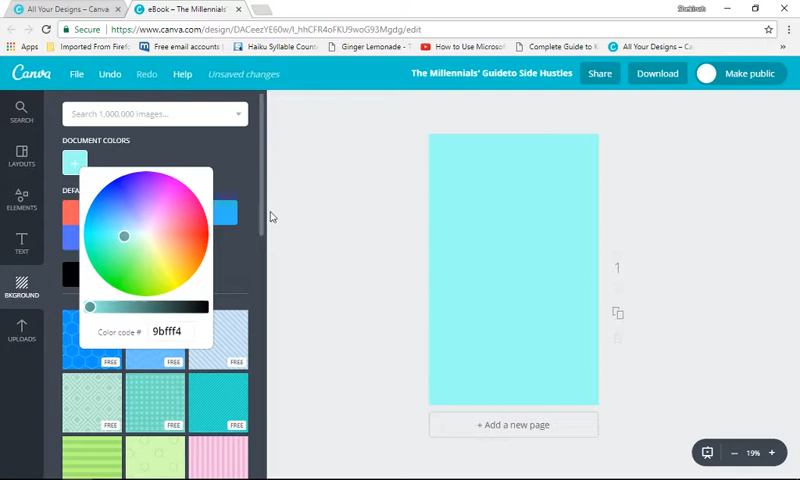 All Your Designs – Canva
eBook – The Millennials'
Secure
https://www.canva.com/design/DACeezYE60w/l_hhCFR4oFKU9woG93Mgdg/edit
Apps
Imported From Firefox
Free email accounts
Haiku Syllable Count
Ginger Lemonade - T
How to Use Microsof
Complete Guide to K
All Your Designs – Ca
Canva
File
Undo
Redo
Help
Unsaved changes
The Millennials' Guideto Side Hustles
Share
Download
Make public
SEARCH
LAYOUTS
ELEMENTS
TEXT
BKGROUND
UPLOADS
Search 1,000,000 images...
DOCUMENT COLORS
DEFA
Color code #
9bfff4
FREE
FREE
FREE
FREE
FREE
FREE
1
+ Add a new page
19%